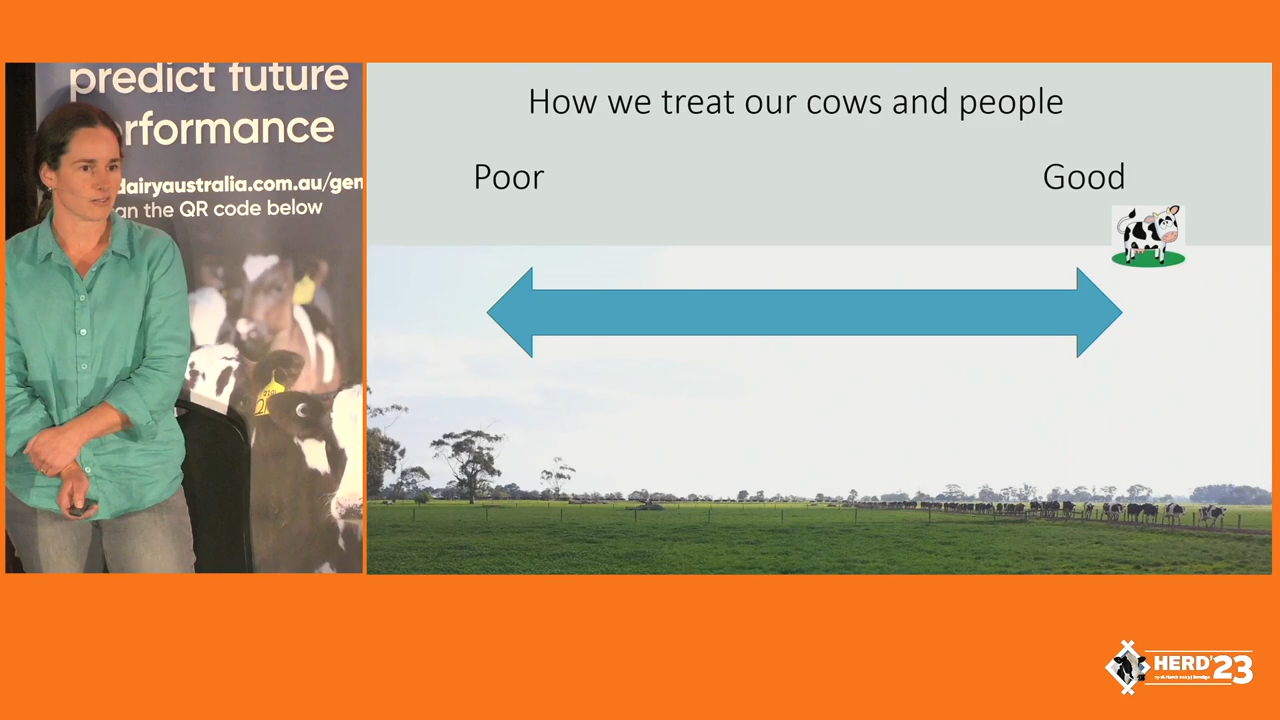 predict future
rformance
dairyaustralia.com.au/gen
an the QR code below
How we treat our cows and people
Poor
Good
HERD'23